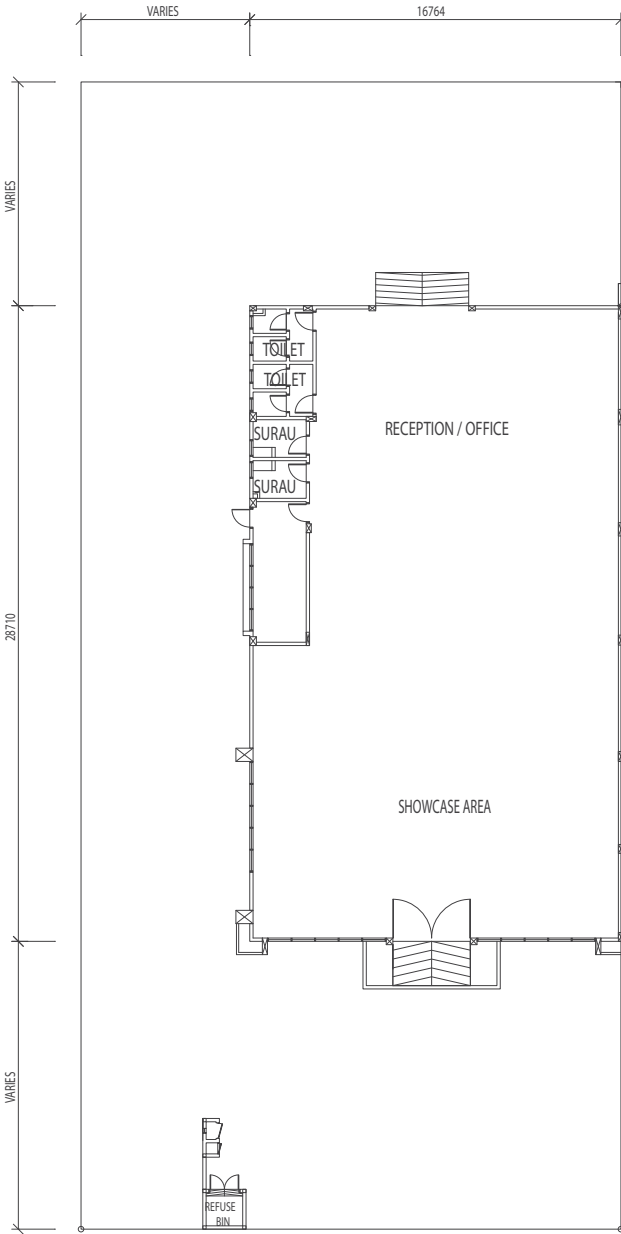 VARIES
16764
VARIES
TOILET
TOILET
RECEPTION / OFFICE
SURAU
SURAU
28710
SHOWCASE AREA
VARIES
REFUSE
BIN